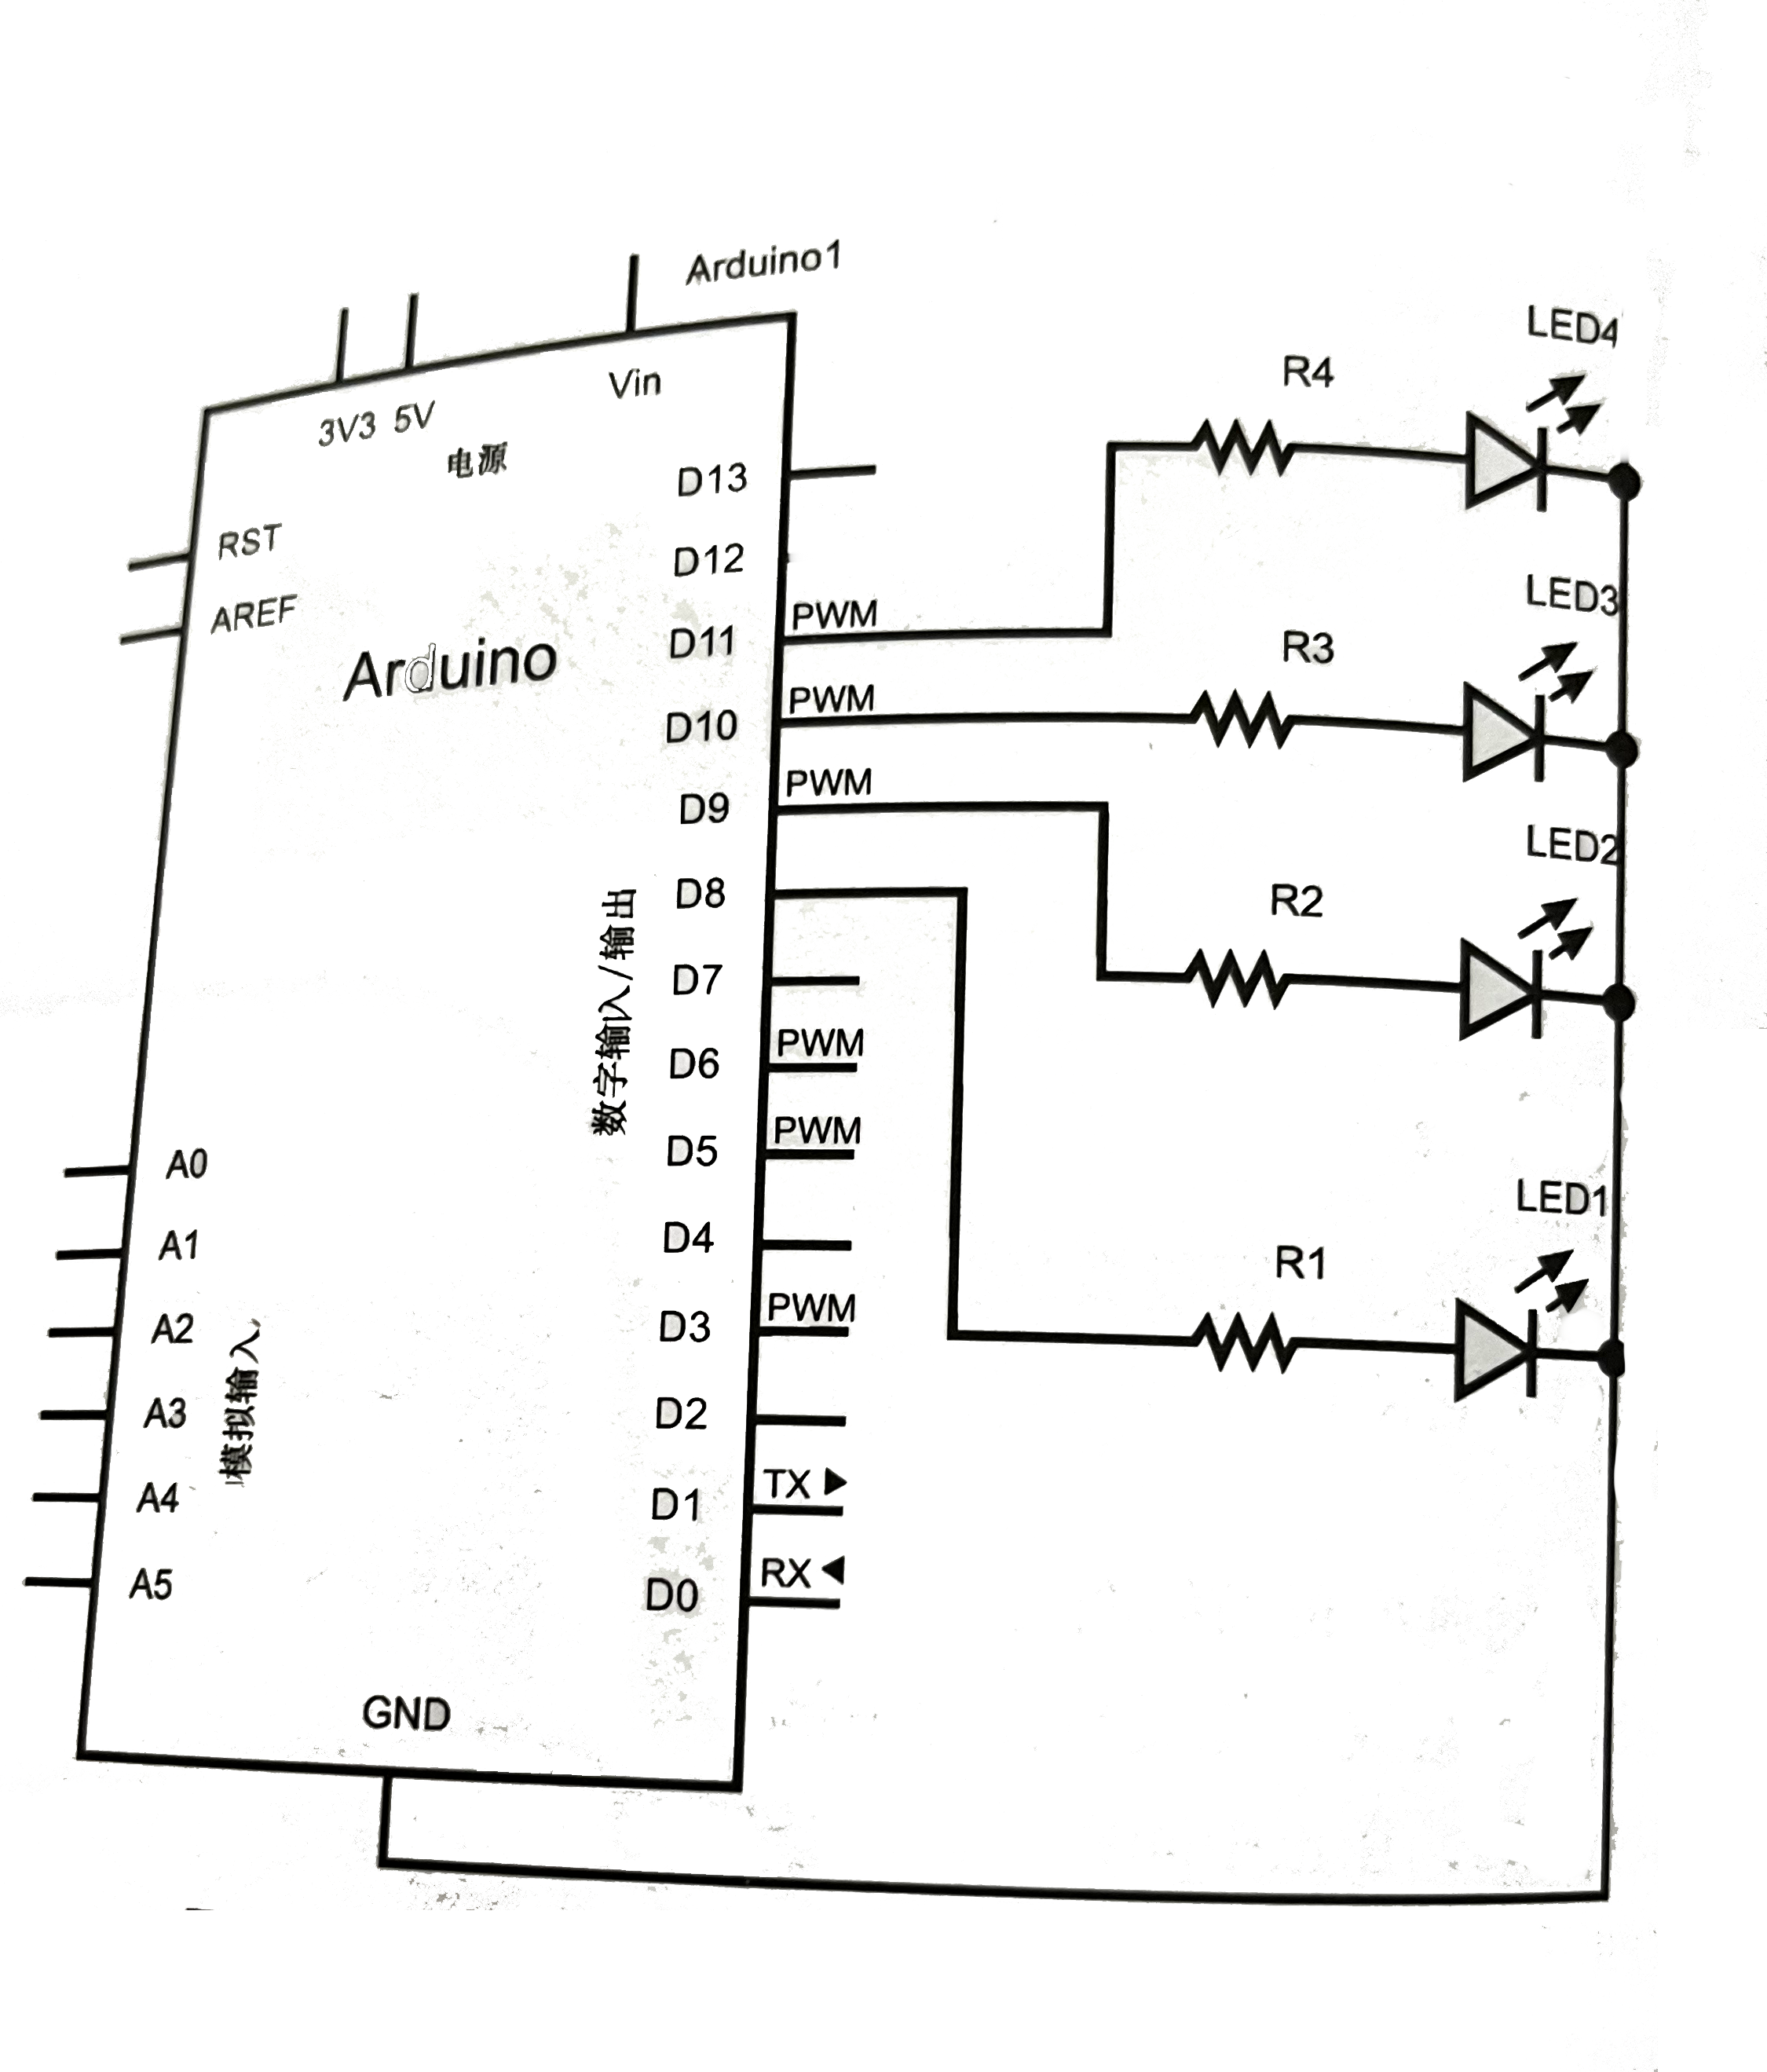 Arduino1
3V3 5V
Vin
电源
RST
AREF
Arduino
D13
D12
D11 PWM
D10 PWM
D9 PWM
D8
D7
D6 PWM
D5 PWM
D4
D3 PWM
D2
D1 TX
D0 RX
数字输入/输出
A0
A1
A2
A3
A4
A5
模拟输入
GND
R4
LED4
R3
LED3
R2
LED2
R1
LED1